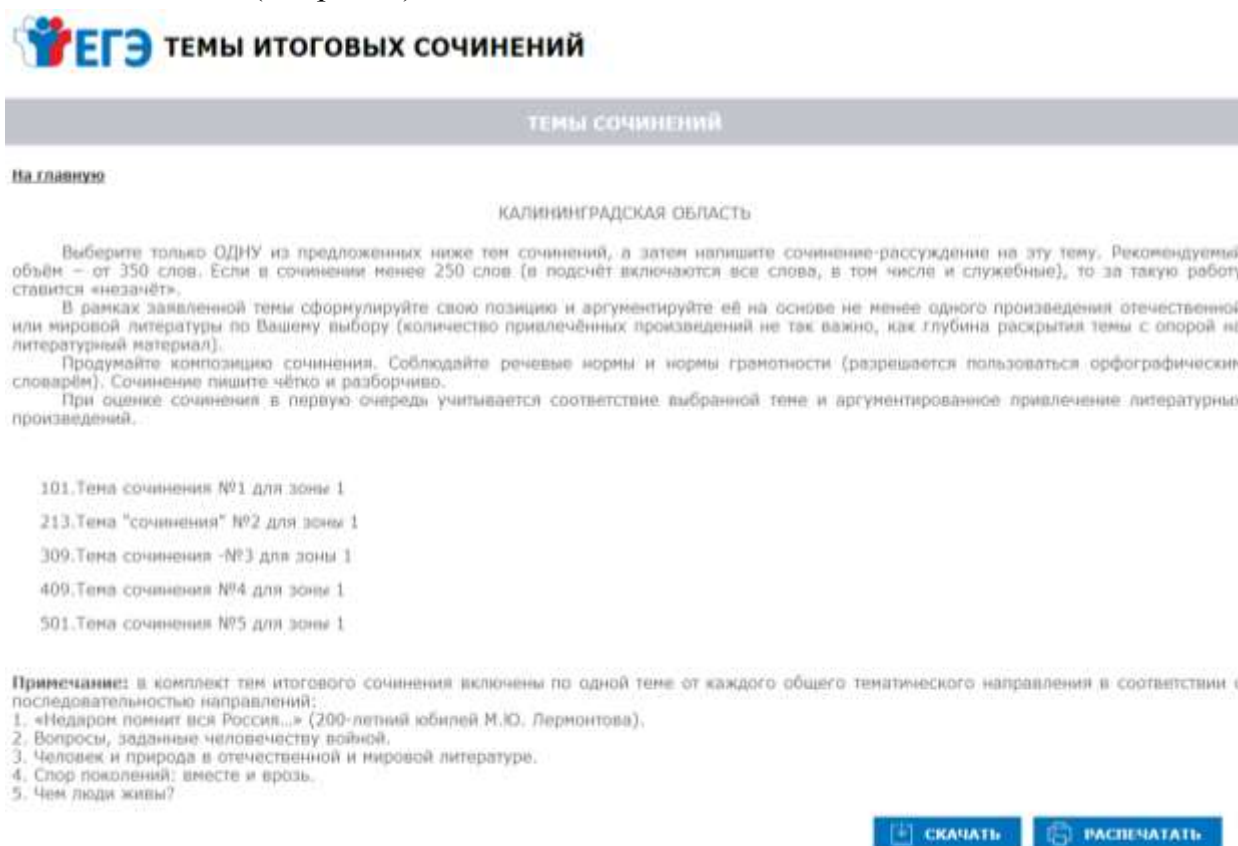 ЕГЭ ТЕМЫ ИТОГОВЫХ СОЧИНЕНИЙ
ТЕМЫ СОЧИНЕНИЙ
На главную
КАЛИНИНГРАДСКАЯ ОБЛАСТЬ
Выберите только ОДНУ из предложенных ниже тем сочинений, а затем напишите сочинение-рассуждение на эту тему. Рекомендуемый
объём – от 350 слов. Если в сочинении менее 250 слов (в подсчёт включаются все слова, в том числе и служебные), то за такую работу
ставится «незачёт».
В рамках заявленной темы сформулируйте свою позицию и аргументируйте её на основе не менее одного произведения отечественной
или мировой литературы по Вашему выбору (количество привлечённых произведений не так важно, как глубина раскрытия темы с опорой на
литературный материал).
Продумайте композицию сочинения. Соблюдайте речевые нормы и нормы грамотности (разрешается пользоваться орфографическим
словарём). Сочинение пишите чётко и разборчиво.
При оценке сочинения в первую очередь учитывается соответствие выбранной теме и аргументированное привлечение литературных
произведений.
101.Тема сочинения №1 для зоны 1
213.Тема "сочинения" №2 для зоны 1
309.Тема сочинения -№3 для зоны 1
409.Тема сочинения №4 для зоны 1
501.Тема сочинения №5 для зоны 1
Примечание: в комплект тем итогового сочинения включены по одной теме от каждого общего тематического направления в соответствии с
последовательностью направлений:
1. «Недаром помнит вся Россия...» (200-летний юбилей М.Ю. Лермонтова).
2. Вопросы, заданные человечеству войной.
3. Человек и природа в отечественной и мировой литературе.
4. Спор поколений: вместе и врозь.
5. Чем люди живы?
СКАЧАТЬ РАСПЕЧАТАТЬ